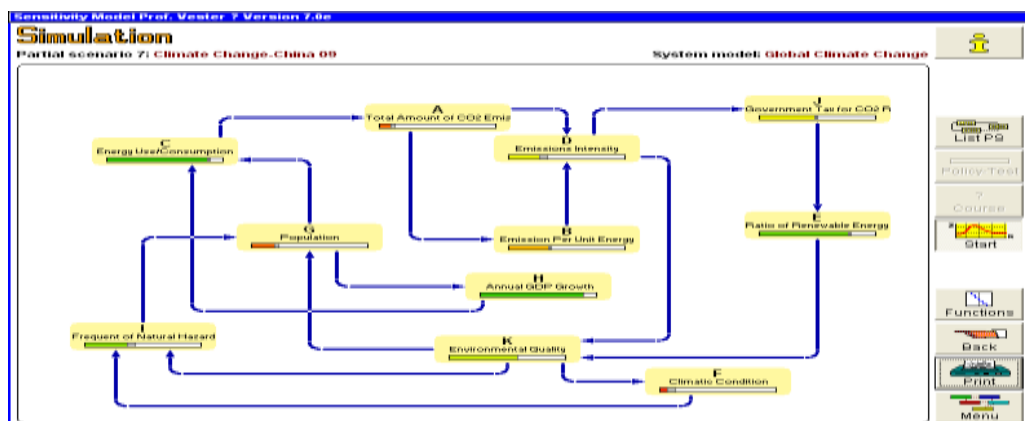 Sensitivity Model Prof. Vester ? Version 7.0e
Simulation
Partial scenario 7: Climate Change-China 09
System model: Global Climate Change
A
Total Amount of CO2 Emis
J
Government Tax for CO2 R
C
Energy Use/Consumption
D
Emissions Intensity
G
Population
B
Emission Per Unit Energy
E
Ratio of Renewable Energy
H
Annual GDP Growth
I
Frequent of Natural Hazard
K
Environmental Quality
F
Climatic Condition
i
List PS
Policy-Test
?
Course
Start
Functions
Back
Print
Menu